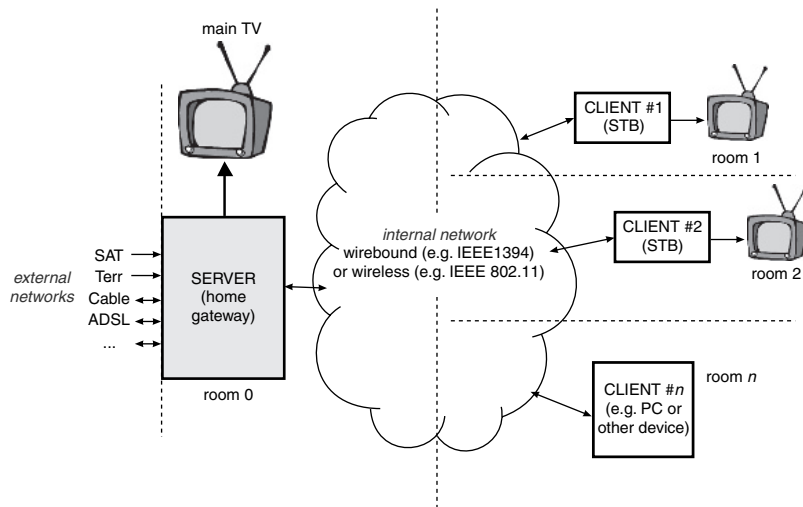 main TV
CLIENT #1
(STB)
room 1
internal network
wirebound (e.g. IEEE1394)
or wireless (e.g. IEEE 802.11)
CLIENT #2
(STB)
room 2
external
networks
SAT
Terr
Cable
ADSL
...
SERVER
(home
gateway)
room 0
CLIENT #n
(e.g. PC or
other device)
room n